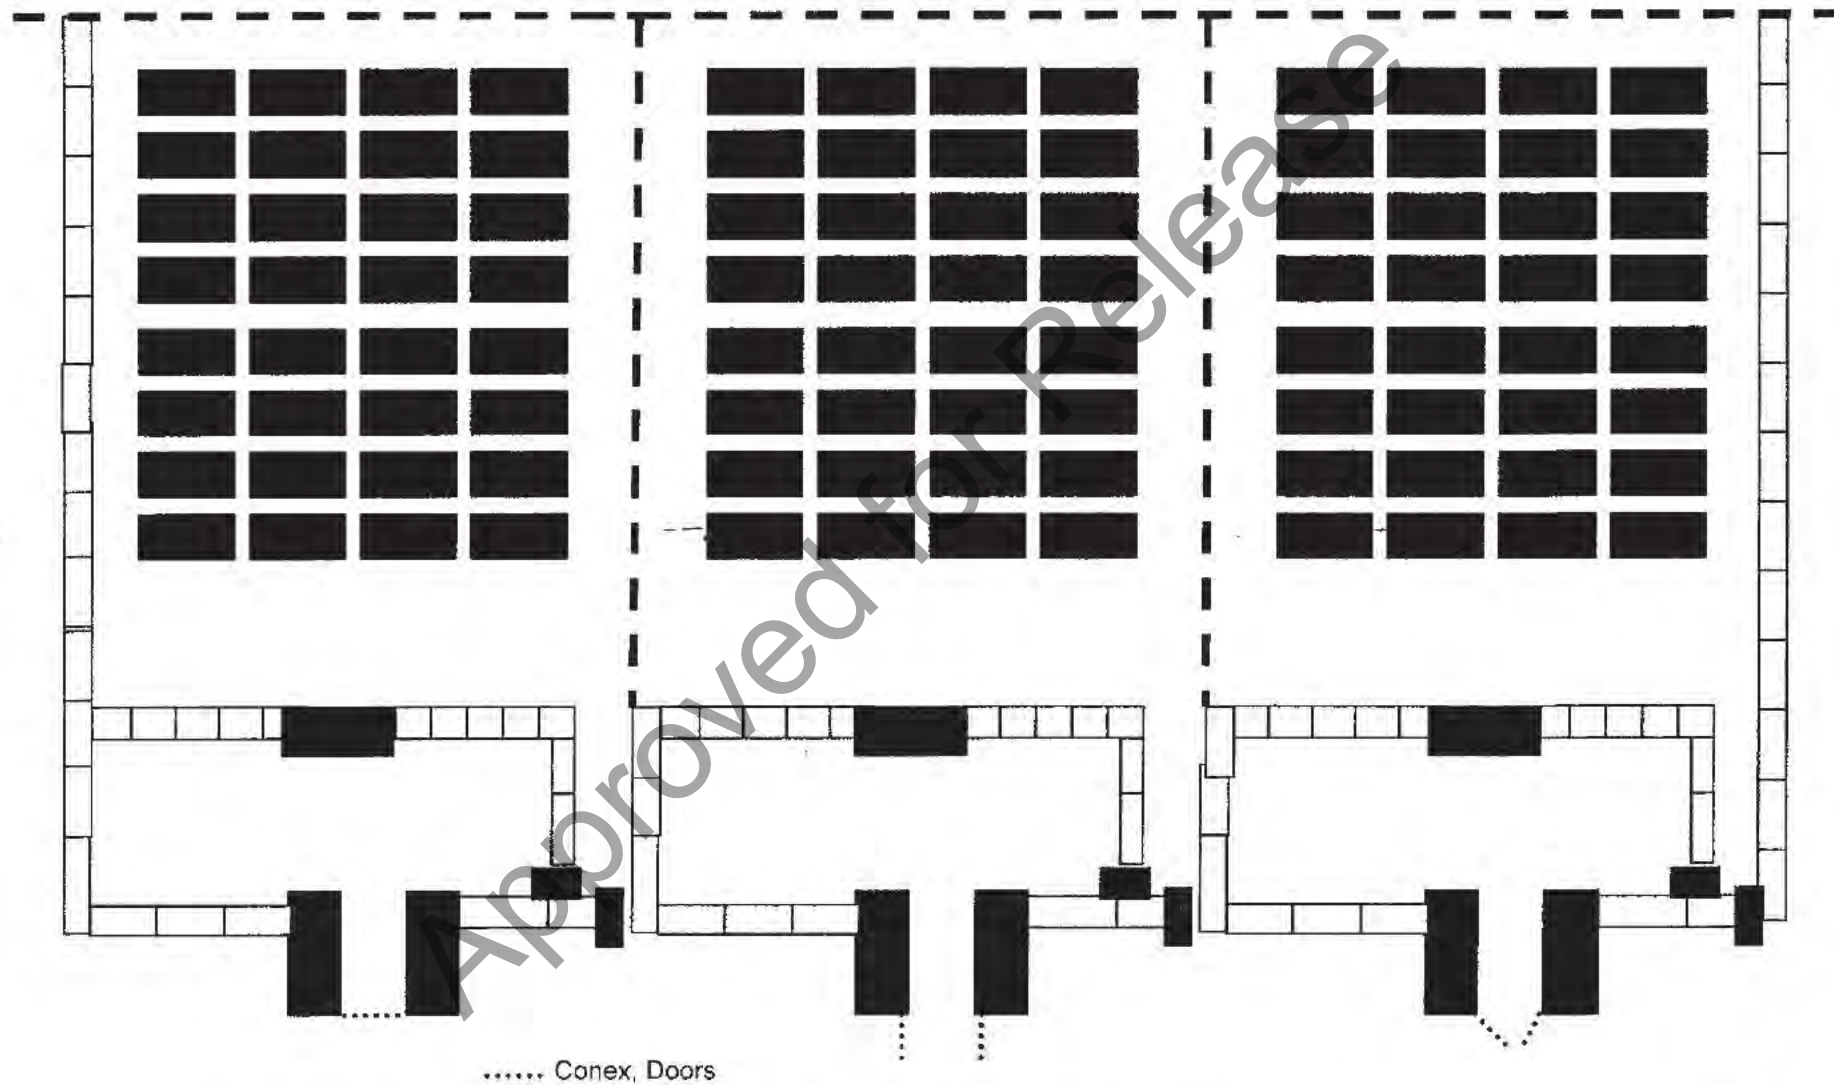 Approved for Release
...... Conex, Doors